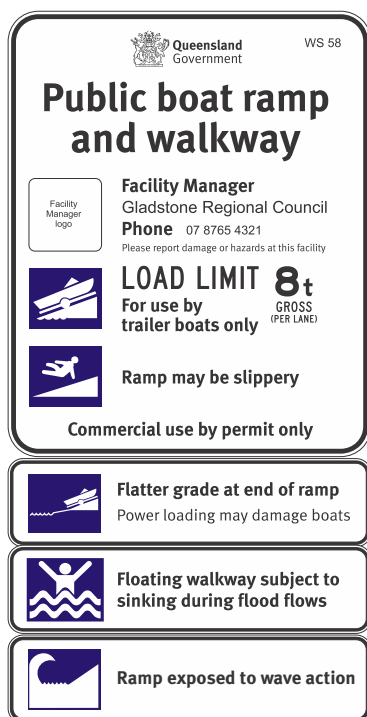 Queensland
Government
WS 58
Public boat ramp
and walkway
Facility
Manager
logo
Facility Manager
Gladstone Regional Council
Phone 07 8765 4321
Please report damage or hazards at this facility
LOAD LIMIT 8t
GROSS
(PER LANE)
For use by
trailer boats only
Ramp may be slippery
Commercial use by permit only
Flatter grade at end of ramp
Power loading may damage boats
Floating walkway subject to
sinking during flood flows
Ramp exposed to wave action